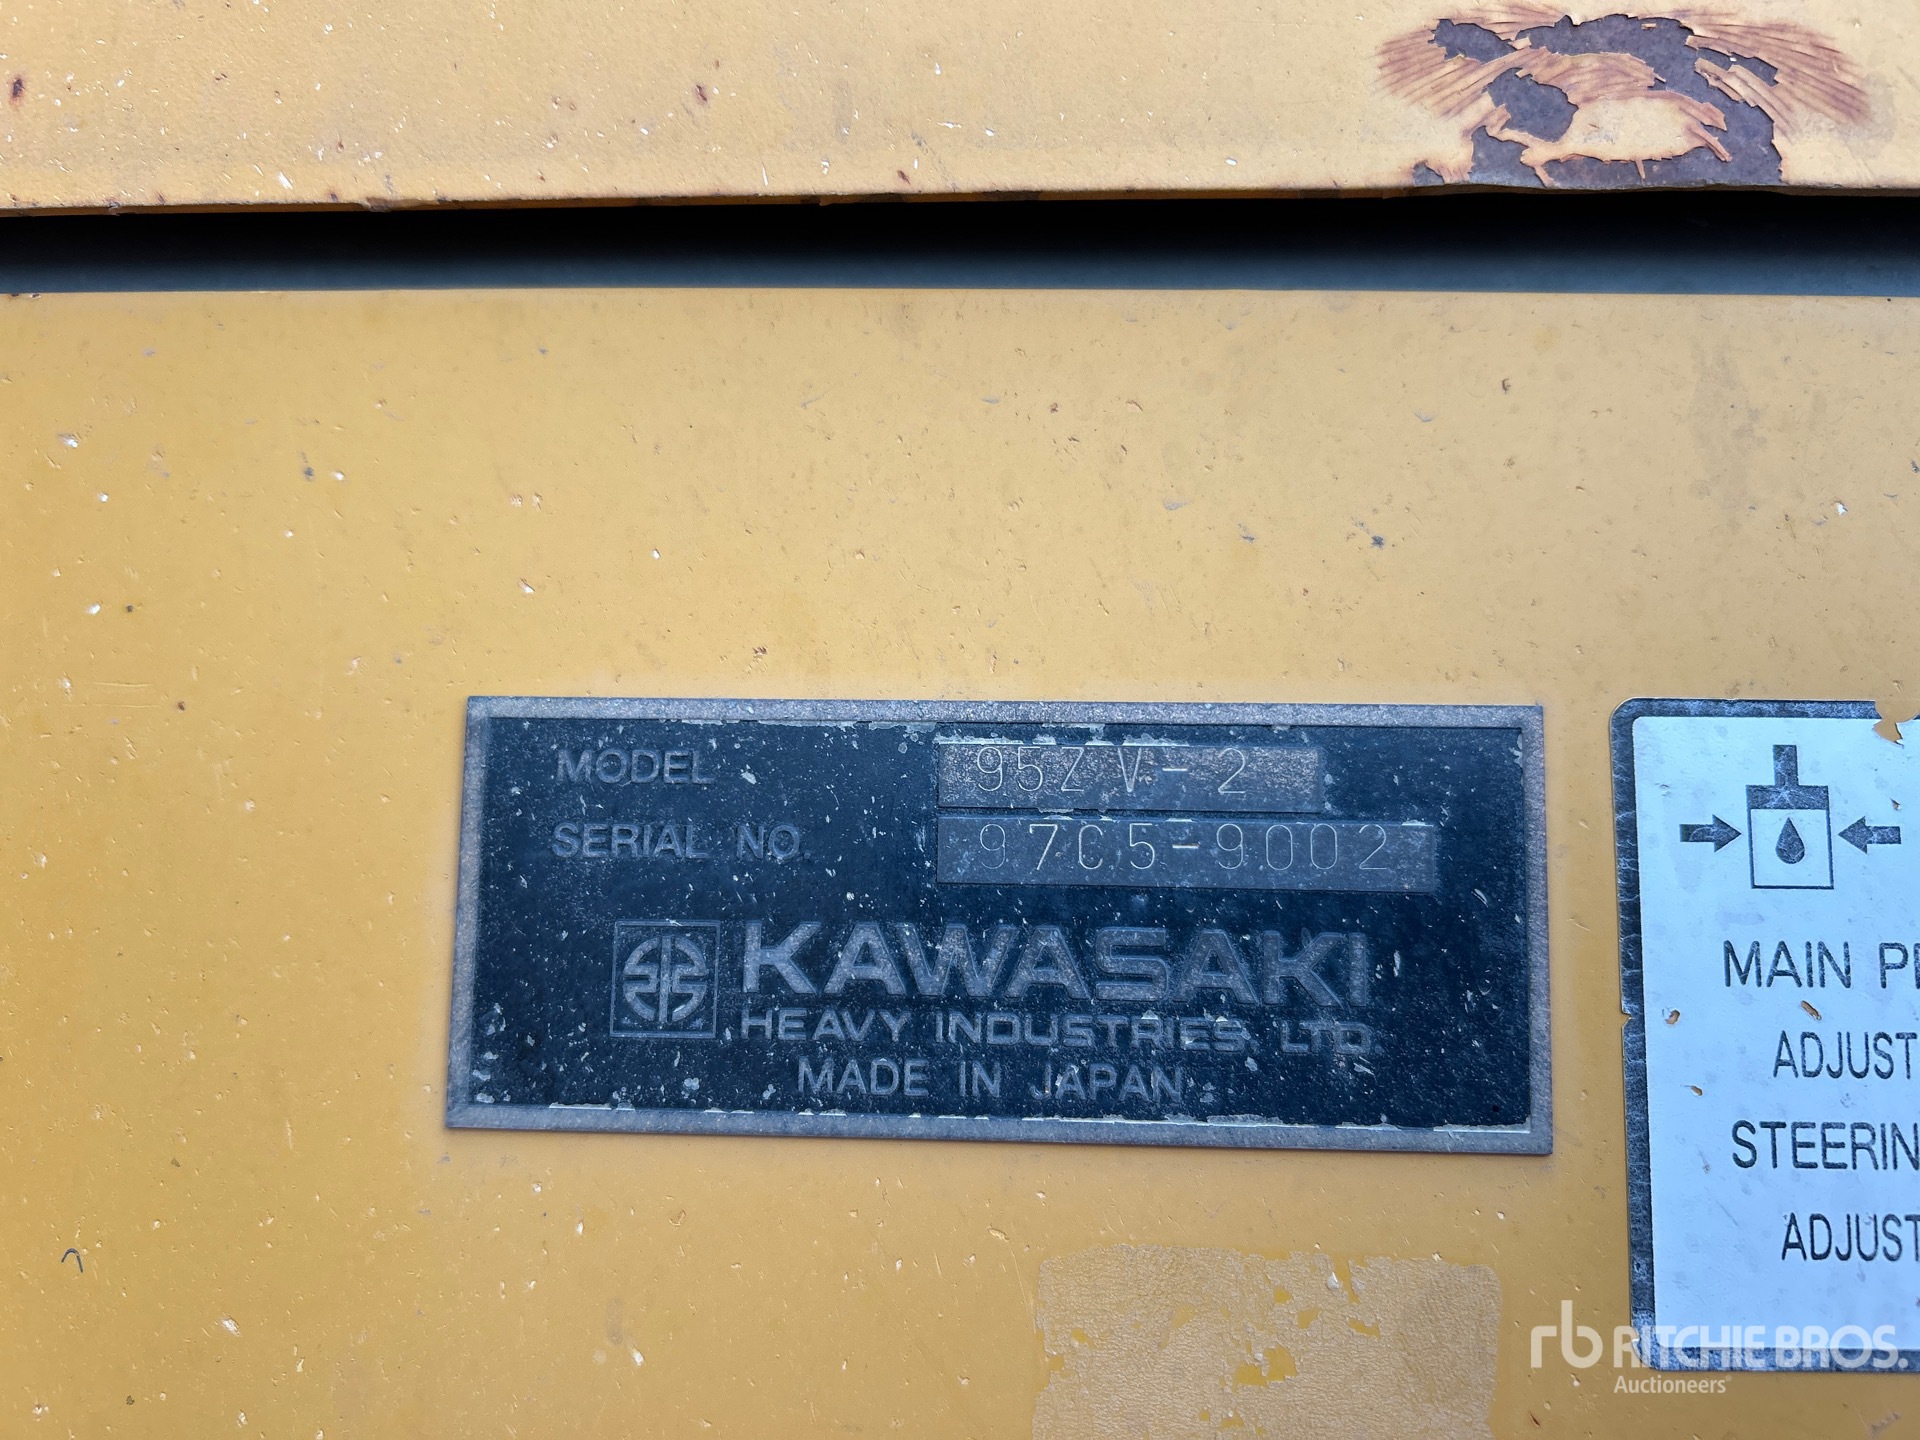 MODEL 95ZV-2
SERIAL NO. 97C5-9002
KAWASAKI
HEAVY INDUSTRIES, LTD.
MADE IN JAPAN
MAIN
ADJUST
STEERIN
ADJUST
rb RITCHIE BROS.
Auctioneers